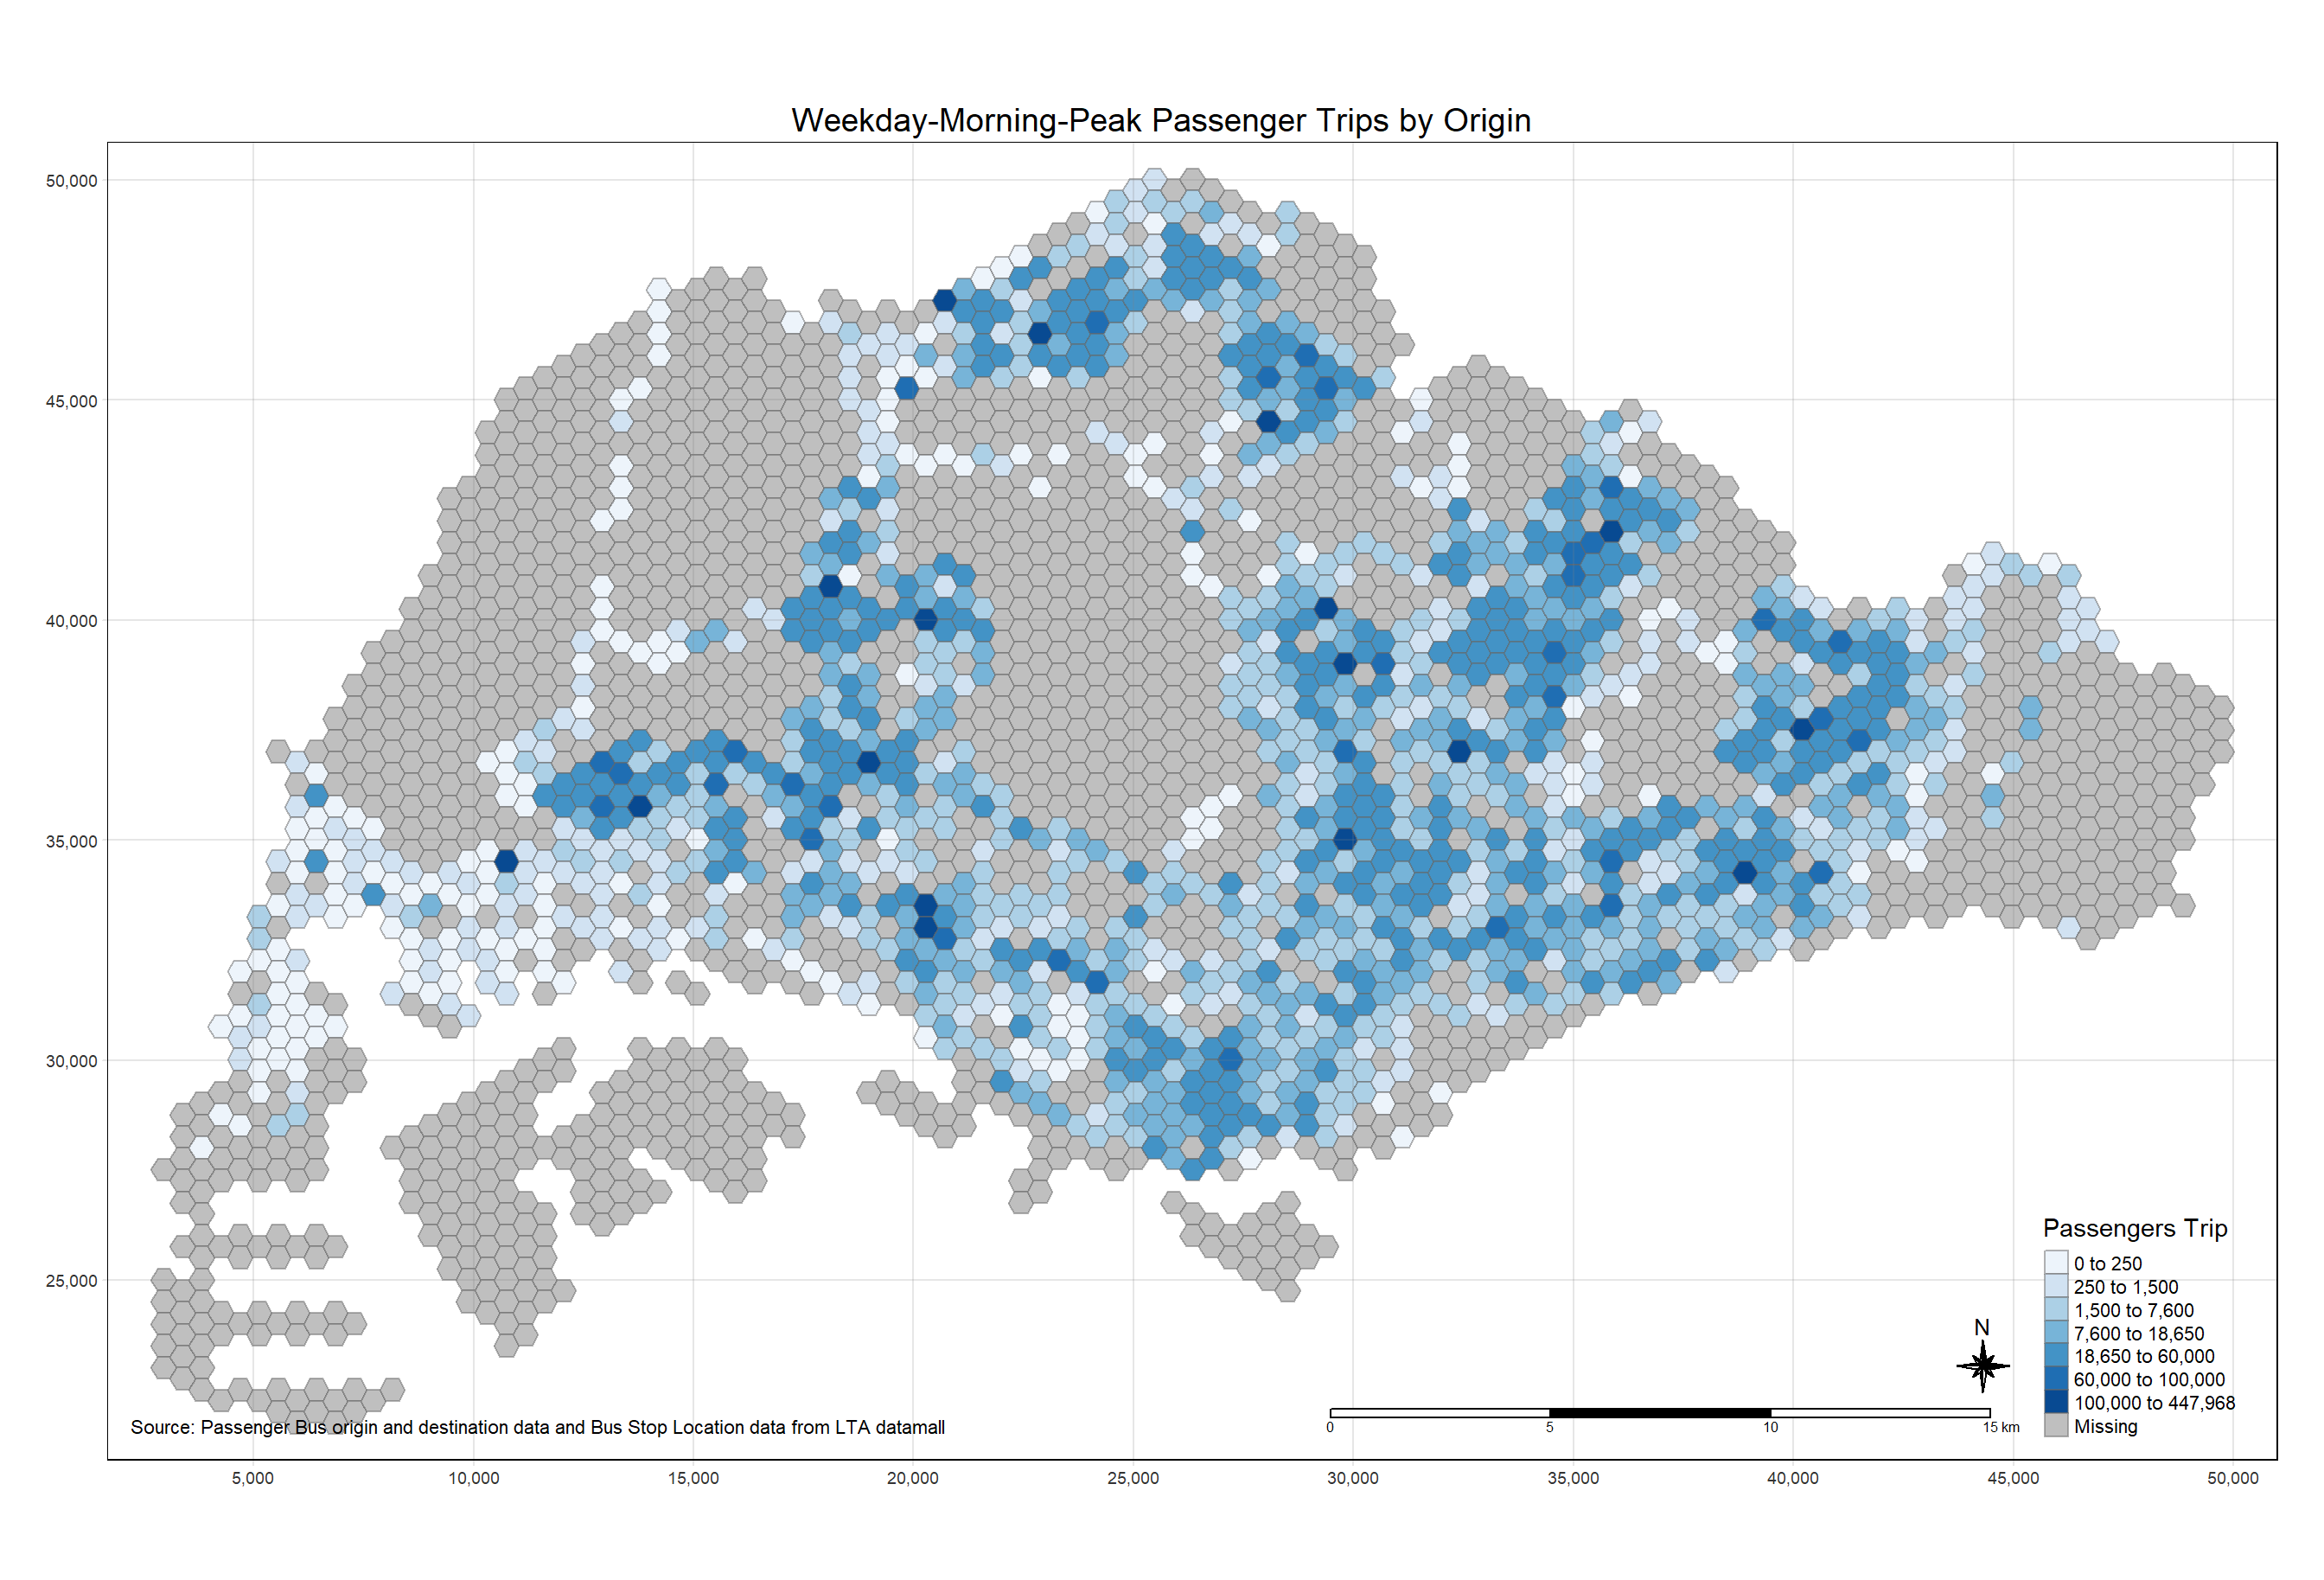 Weekday-Morning-Peak Passenger Trips by Origin
50,000
45,000
40,000
35,000
30,000
25,000
Passengers Trip
0 to 250
250 to 1,500
1,500 to 7,600
7,600 to 18,650
18,650 to 60,000
60,000 to 100,000
100,000 to 447,968
Missing
N
0 5 10 15 km
Source: Passenger Bus origin and destination data and Bus Stop Location data from LTA datamall
5,000 10,000 15,000 20,000 25,000 30,000 35,000 40,000 45,000 50,000